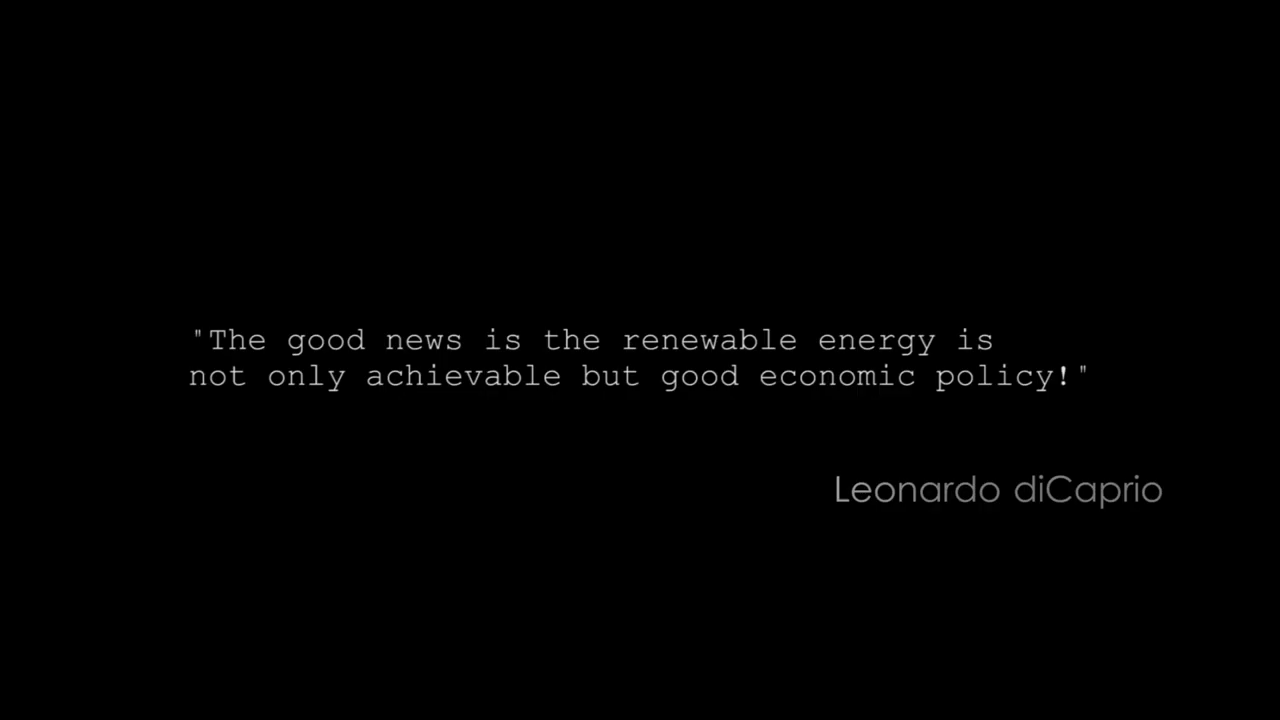 "The good news is the renewable energy is
not only achievable but good economic policy!"
Leonardo diCaprio